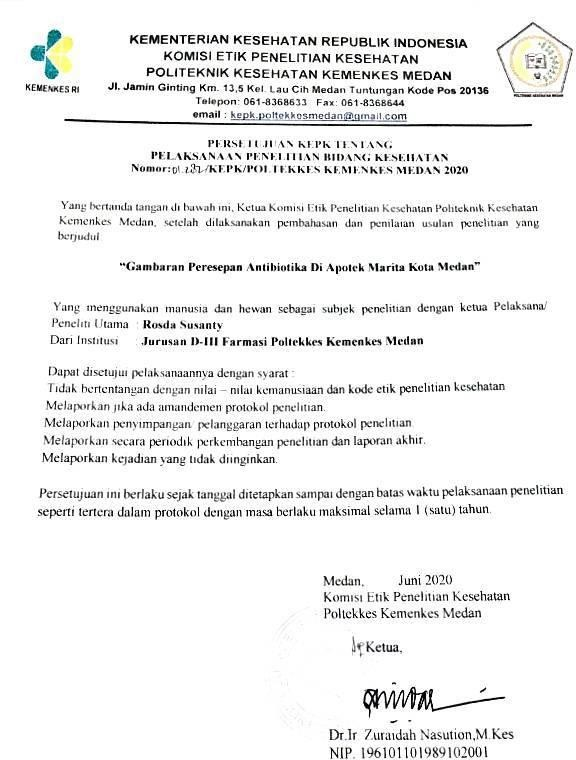 KEMENTERIAN KESEHATAN REPUBLIK INDONESIA
KOMISI ETIK PENELITIAN KESEHATAN
POLITEKNIK KESEHATAN KEMENKES MEDAN
Jl. Jamin Ginting Km. 13,5 Kel. Lau Cih Medan Tuntungan Kode Pos 20136
Telepon: 061-8368633 Fax: 061-8368644
email : kepk.poltekkesmedan@gmail.com
KEMENKES RI
POLITEKNIK KESEHATAN MEDAN
PERSETUJUAN KEPK TENTANG
PELAKSANAAN PENELITIAN BIDANG KESEHATAN
Nomor: /KEPK/POLTEKKES KEMENKES MEDAN 2020
Yang bertanda tangan di bawah ini, Ketua Komisi Etik Penelitian Kesehatan Politeknik Kesehatan
Kemenkes Medan, setelah dilaksanakan pembahasan dan penilaian usulan penelitian yang
berjudul
“Gambaran Peresepan Antibiotika Di Apotek Marita Kota Medan”
Yang menggunakan manusia dan hewan sebagai subjek penelitian dengan ketua Pelaksana/
Peneliti Utama : Rosda Susanty
Dari Institusi : Jurusan D-III Farmasi Poltekkes Kemenkes Medan
Dapat disetujui pelaksanaannya dengan syarat :
Tidak bertentangan dengan nilai – nilai kemanusiaan dan kode etik penelitian kesehatan
Melaporkan jika ada amandemen protokol penelitian.
Melaporkan penyimpangan/ pelanggaran terhadap protokol penelitian.
Melaporkan secara periodik perkembangan penelitian dan laporan akhir.
Melaporkan kejadian yang tidak diinginkan.
Persetujuan ini berlaku sejak tanggal ditetapkan sampai dengan batas waktu pelaksanaan penelitian
seperti tertera dalam protokol dengan masa berlaku maksimal selama 1 (satu) tahun.
Medan, Juni 2020
Komisi Etik Penelitian Kesehatan
Poltekkes Kemenkes Medan
Ketua,
Dr.Ir. Zuraidah Nasution,M.Kes
NIP. 196101101989102001